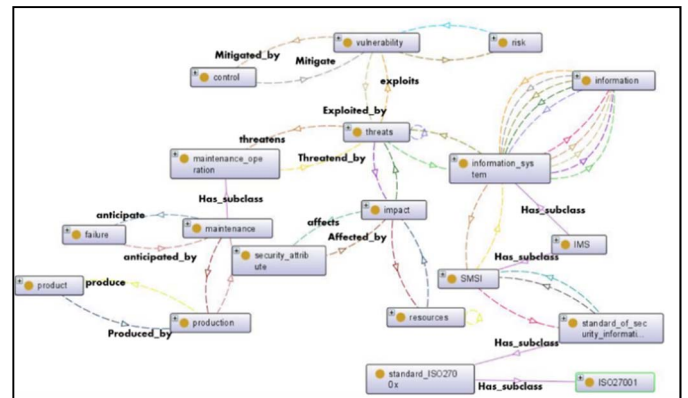 vulnerability
risk
Mitigated_by
Mitigate
control
exploits
information
Exploited_by
threats
threatens
maintenance_ope
ration
Threatend_by
information_sys
tem
Has_subclass
anticipate
affects
impact
Has_subclass
failure
maintenance
Affected_by
IMS
anticipated_by
security_attrib
ute
Has_subclass
product
produce
SMSI
Produced_by
production
resources
standard_of_sec
urity_informati...
Has_subclass
standard_ISO270
0x
Has_subclass
ISO27001